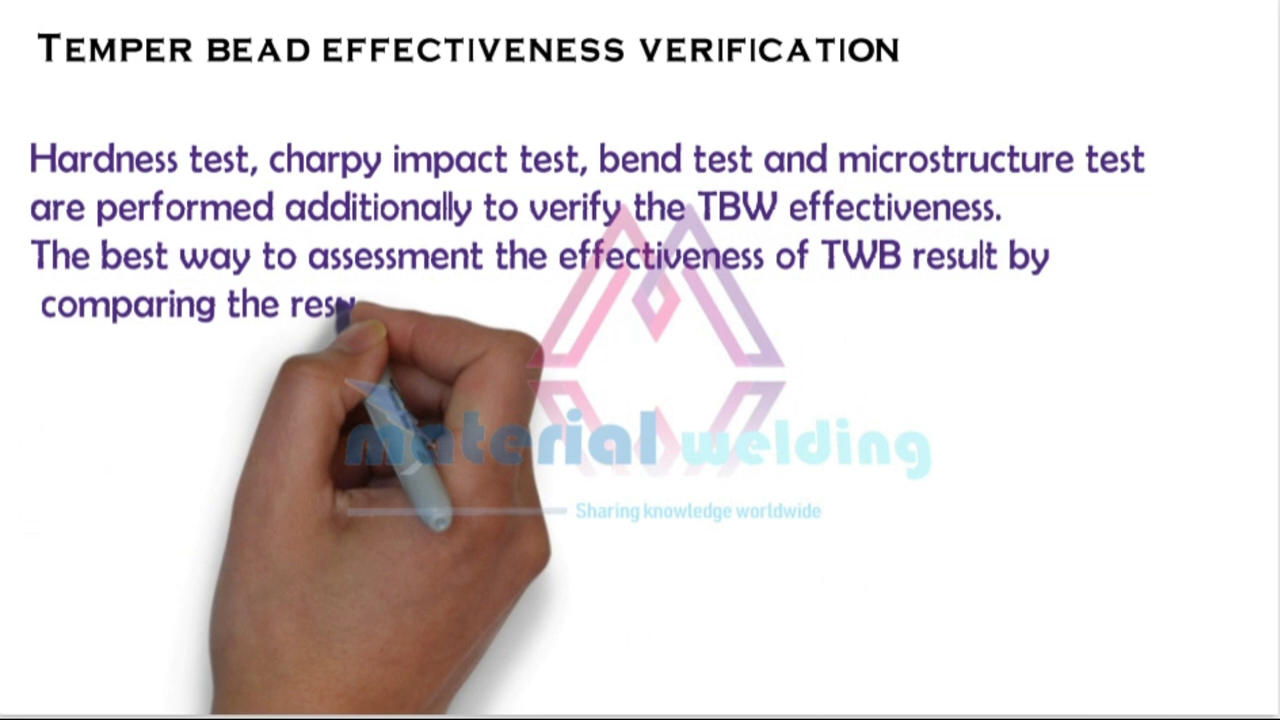 TEMPER BEAD EFFECTIVENESS VERIFICATION
Hardness test, charpy impact test, bend test and microstructure test
are performed additionally to verify the TBW effectiveness.
The best way to assessment the effectiveness of TWB result by
comparing the
material welding
Sharing knowledge worldwide